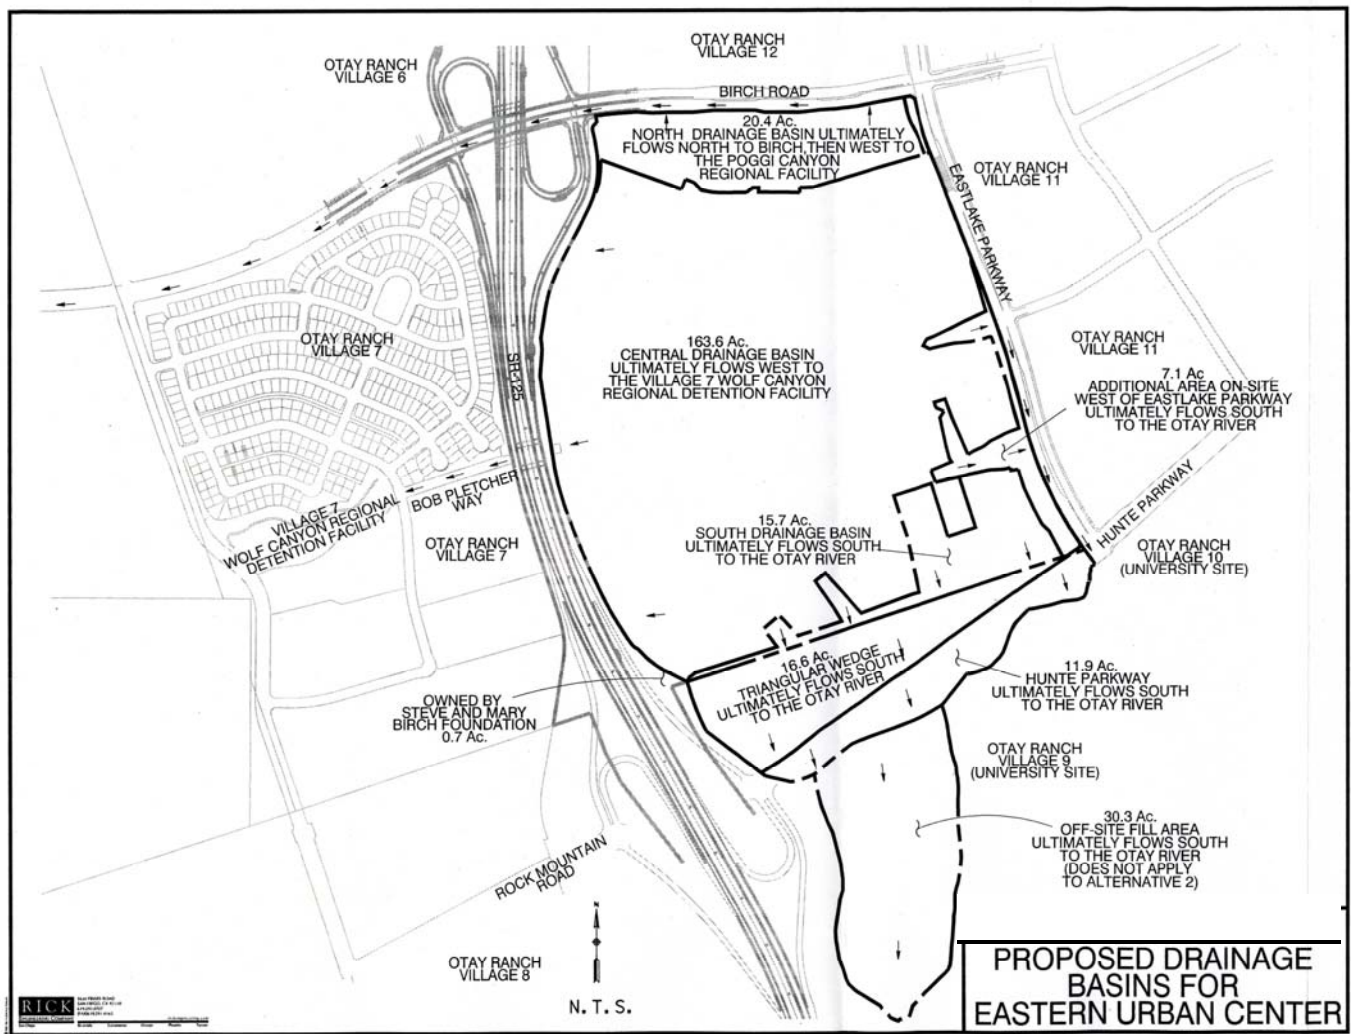 OTAY RANCH
VILLAGE 12
OTAY RANCH
VILLAGE 6
BIRCH ROAD
20.4 Ac.
NORTH DRAINAGE BASIN ULTIMATELY
FLOWS NORTH TO BIRCH, THEN WEST TO
THE POGGI CANYON
REGIONAL FACILITY
EASTLAKE PARKWAY
OTAY RANCH
VILLAGE 11
OTAY RANCH
VILLAGE 7
SR-125
163.6 Ac.
CENTRAL DRAINAGE BASIN
ULTIMATELY FLOWS WEST TO
THE VILLAGE 7 WOLF CANYON
REGIONAL DETENTION FACILITY
OTAY RANCH
VILLAGE 11
7.1 Ac
ADDITIONAL AREA ON-SITE
WEST OF EASTLAKE PARKWAY
ULTIMATELY FLOWS SOUTH
TO THE OTAY RIVER
HUNTE PARKWAY
BOB PLETCHER
WAY
VILLAGE 7
WOLF CANYON REGIONAL
DETENTION FACILITY
OTAY RANCH
VILLAGE 7
15.7 Ac.
SOUTH DRAINAGE BASIN
ULTIMATELY FLOWS SOUTH
TO THE OTAY RIVER
OTAY RANCH
VILLAGE 10
(UNIVERSITY SITE)
16.6 Ac.
TRIANGULAR WEDGE
ULTIMATELY FLOWS SOUTH
TO THE OTAY RIVER
11.9 Ac.
HUNTE PARKWAY
ULTIMATELY FLOWS SOUTH
TO THE OTAY RIVER
OWNED BY
STEVE AND MARY
BIRCH FOUNDATION
0.7 Ac.
OTAY RANCH
VILLAGE 9
(UNIVERSITY SITE)
30.3 Ac.
OFF-SITE FILL AREA
ULTIMATELY FLOWS SOUTH
TO THE OTAY RIVER
(DOES NOT APPLY
TO ALTERNATIVE 2)
ROCK MOUNTAIN
ROAD
OTAY RANCH
VILLAGE 8
N
N.T.S.
RICK
ENGINEERING COMPANY
PROPOSED DRAINAGE
BASINS FOR
EASTERN URBAN CENTER